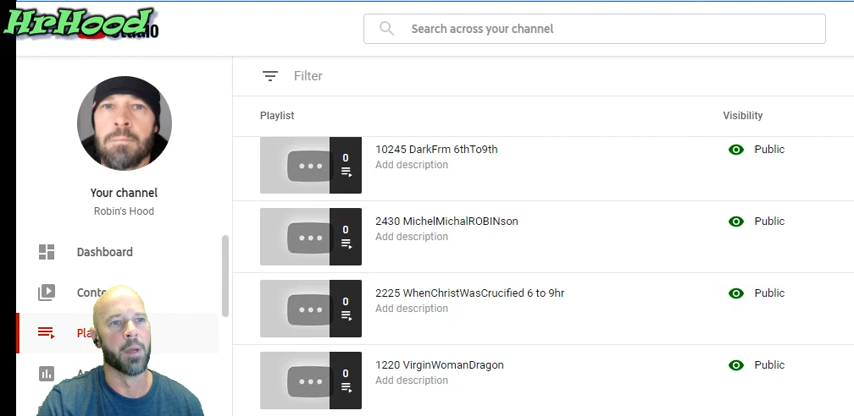 HrHood
Search across your channel
Filter
Playlist
Visibility
0
10245 DarkFrm 6thTo9th
Add description
Public
Your channel
Robin's Hood
0
2430 MichelMichalROBINson
Add description
Public
Dashboard
0
2225 WhenChristWasCrucified 6 to 9hr
Add description
Public
0
1220 VirginWomanDragon
Add description
Public